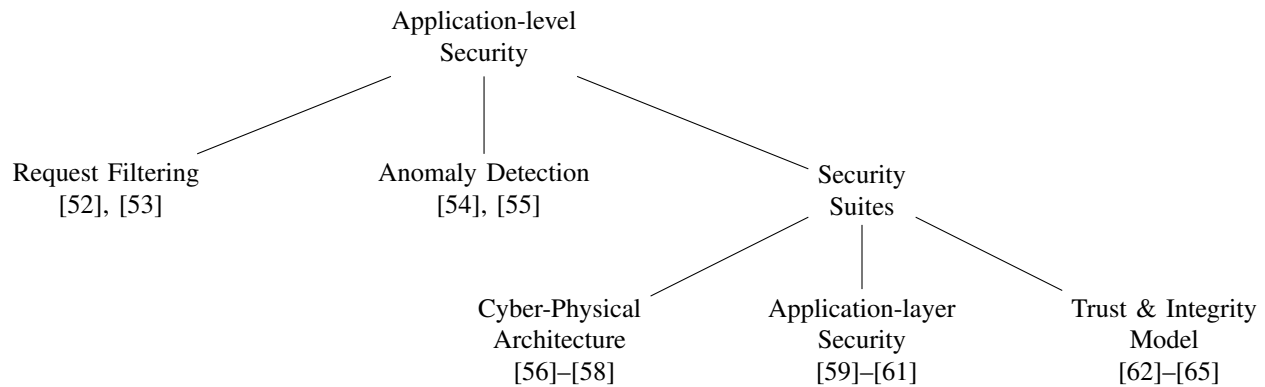 Application-level
Security
Request Filtering
[52], [53]
Anomaly Detection
[54], [55]
Security
Suites
Cyber-Physical
Architecture
[56]–[58]
Application-layer
Security
[59]–[61]
Trust & Integrity
Model
[62]–[65]